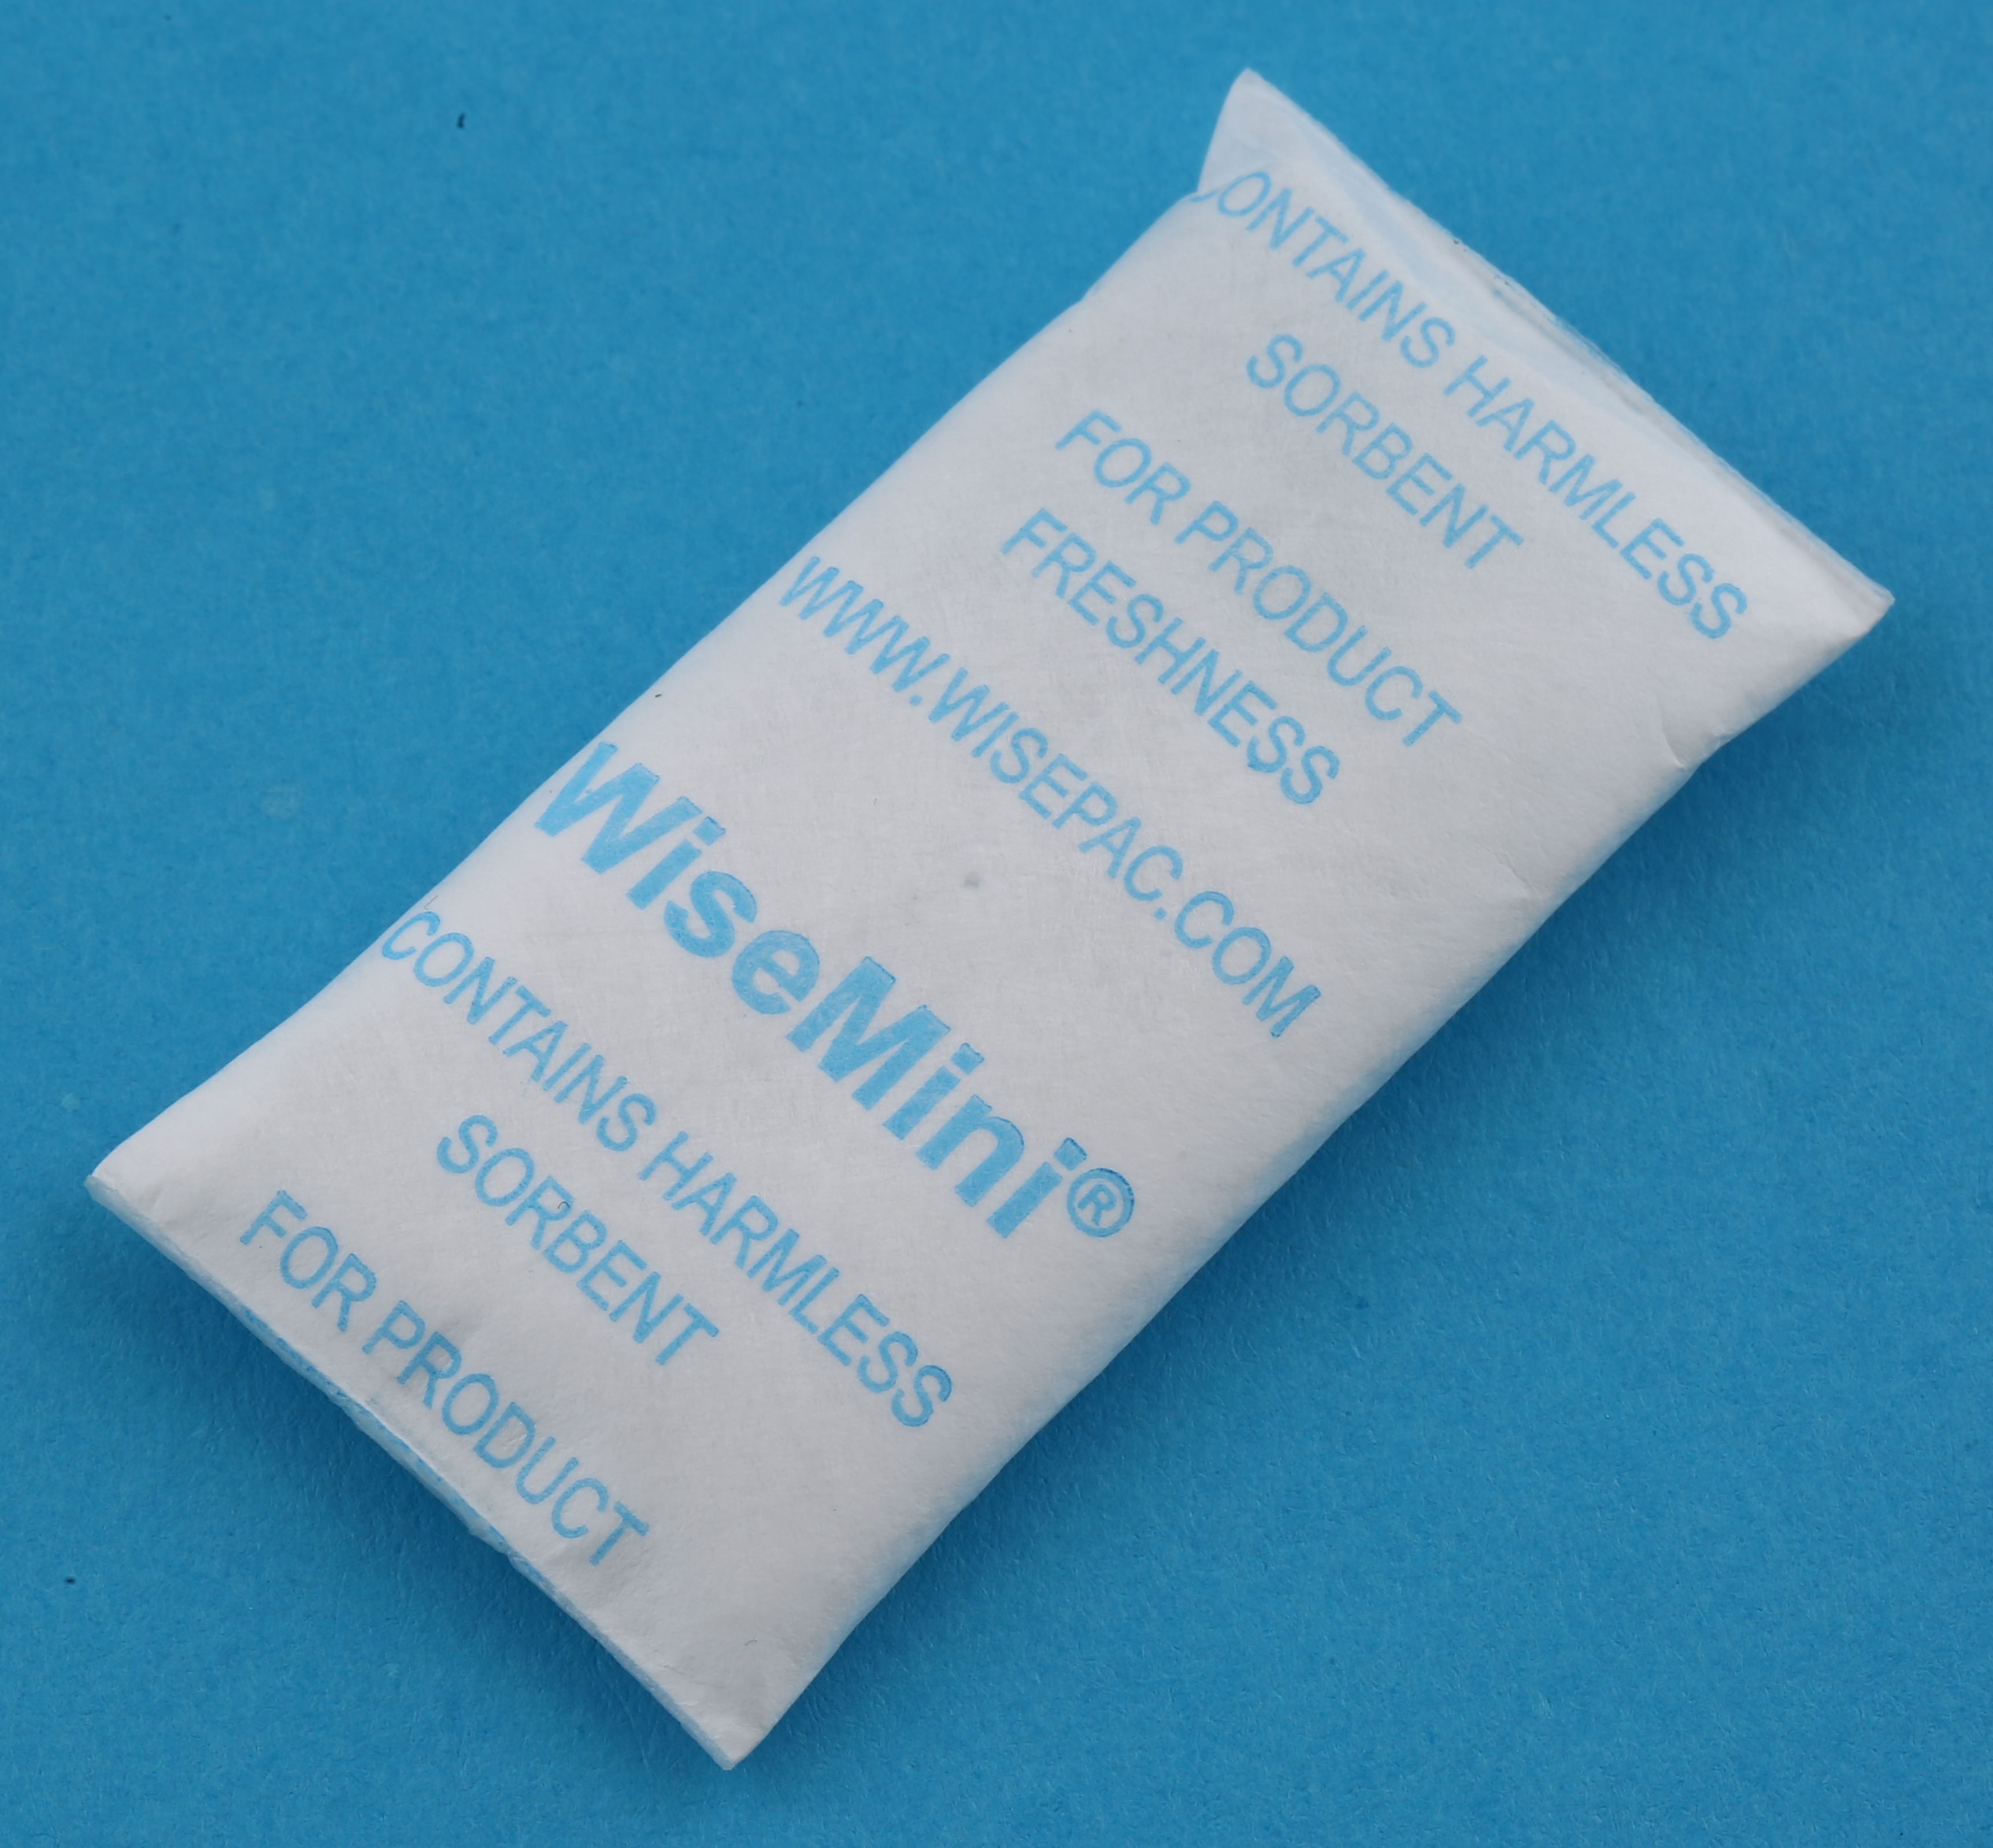 CONTAINS HARMLESS
SORBENT
FOR PRODUCT
FRESHNESS
WWW.WISEPAC.COM
WiseMini®
CONTAINS HARMLESS
SORBENT
FOR PRODUCT